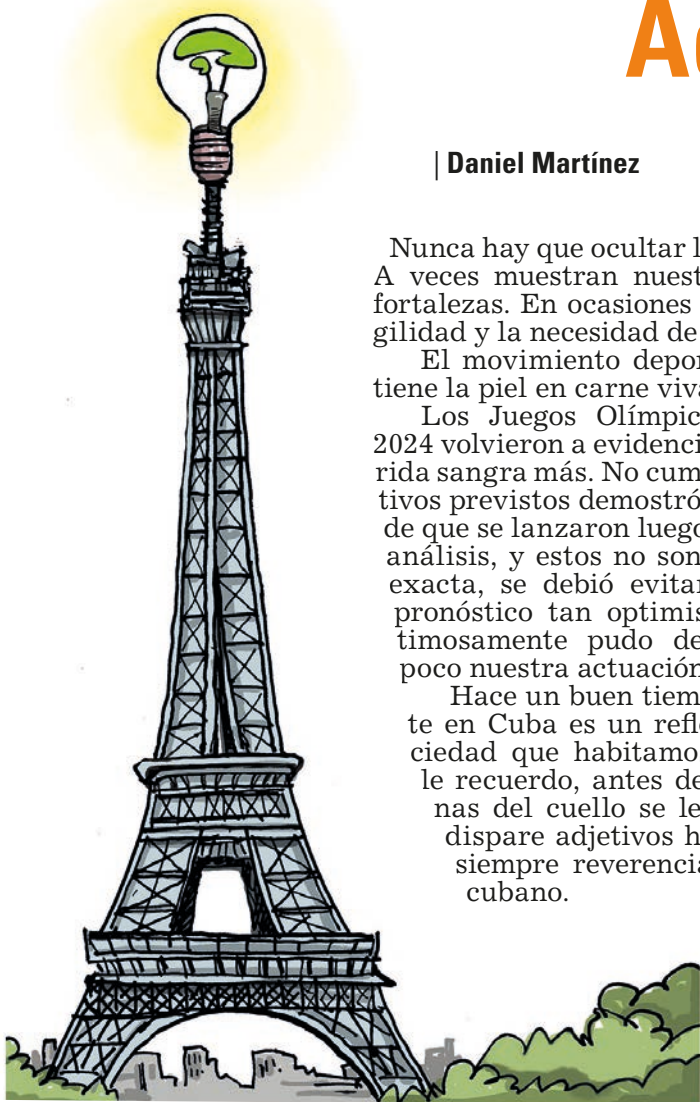 Ac
| Daniel Martínez
Nunca hay que ocultar l
A veces muestran nuest
fortalezas. En ocasiones
gilidad y la necesidad de
El movimiento depor
tiene la piel en carne viva
Los Juegos Olímpic
2024 volvieron a evidenci
rida sangra más. No cum
tivos previstos demostró
de que se lanzaron luego
análisis, y estos no son
exacta, se debió evitar
pronóstico tan optimis
timosamente pudo de
poco nuestra actuación
Hace un buen tiem
te en Cuba es un refl
ciedad que habitamo
le recuerdo, antes de
nas del cuello se le
dispare adjetivos h
siempre reverencia
cubano.